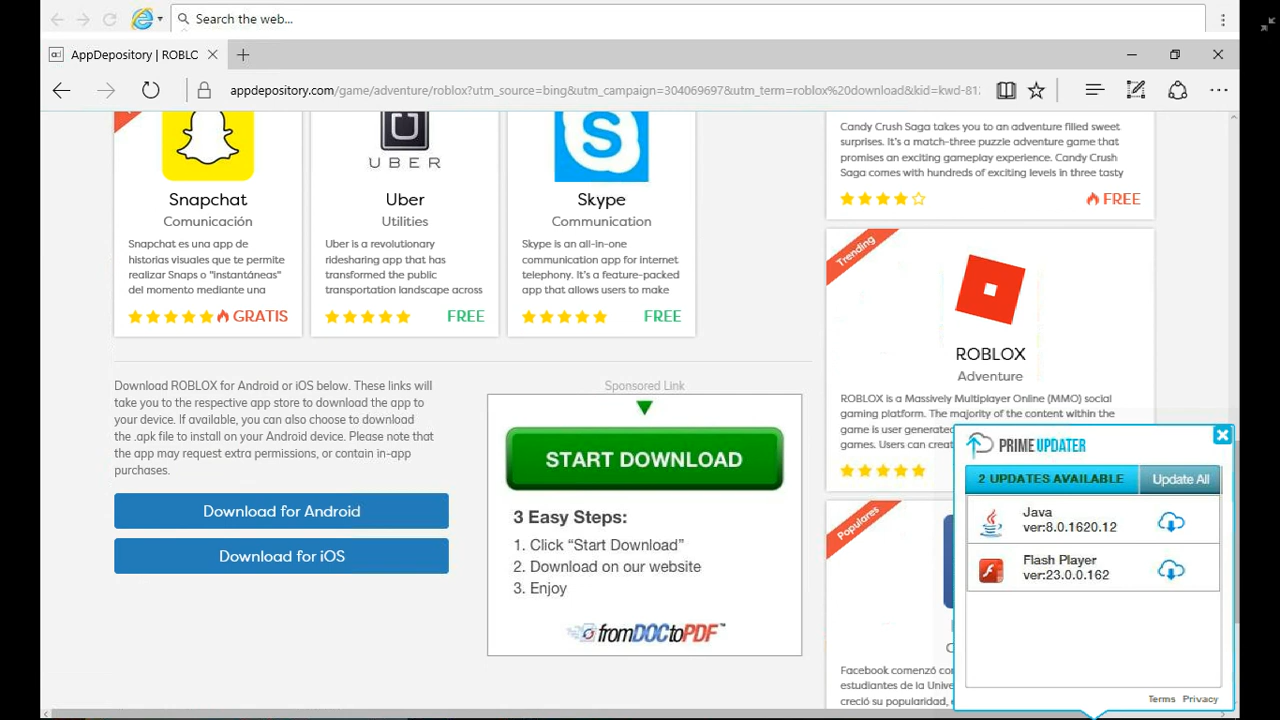 Search the web...
AppDepository | ROBLC
appdepository.com/game/adventure/roblox?utm_source=bing&utm_campaign=304069697&utm_term=roblox%20download&kid=kwd-81
UBER
Snapchat
Comunicación
Snapchat es una app de
historias visuales que te permite
realizar Snaps o "instantáneas"
del momento mediante una
GRATIS
Uber
Utilities
Uber is a revolutionary
ridesharing app that has
transformed the public
transportation landscape across
FREE
Skype
Communication
Skype is an all-in-one
communication app for internet
telephony. It's a feature-packed
app that allows users to make
FREE
Candy Crush Saga takes you to an adventure filled sweet
surprises. It's a match-three puzzle adventure game that
promises an exciting gameplay experience. Candy Crush
Saga comes with hundreds of exciting levels in three tasty
FREE
Trending
ROBLOX
Adventure
ROBLOX is a Massively Multiplayer Online (MMO) social
gaming platform. The majority of the content within the
game is user generated
games. Users can creat
Download ROBLOX for Android or iOS below. These links will
take you to the respective app store to download the app to
your device. If available, you can also choose to download
the .apk file to install on your Android device. Please note that
the app may request extra permissions, or contain in-app
purchases.
Download for Android
Download for iOS
Sponsored Link
START DOWNLOAD
3 Easy Steps:
1. Click “Start Download”
2. Download on our website
3. Enjoy
fromDOCtoPDF™
Populares
Facebook comenzó con
estudiantes de la Unive
creció su popularidad, e
PRIME UPDATER
2 UPDATES AVAILABLE
Update All
Java
ver:8.0.1620.12
Flash Player
ver:23.0.0.162
Terms Privacy